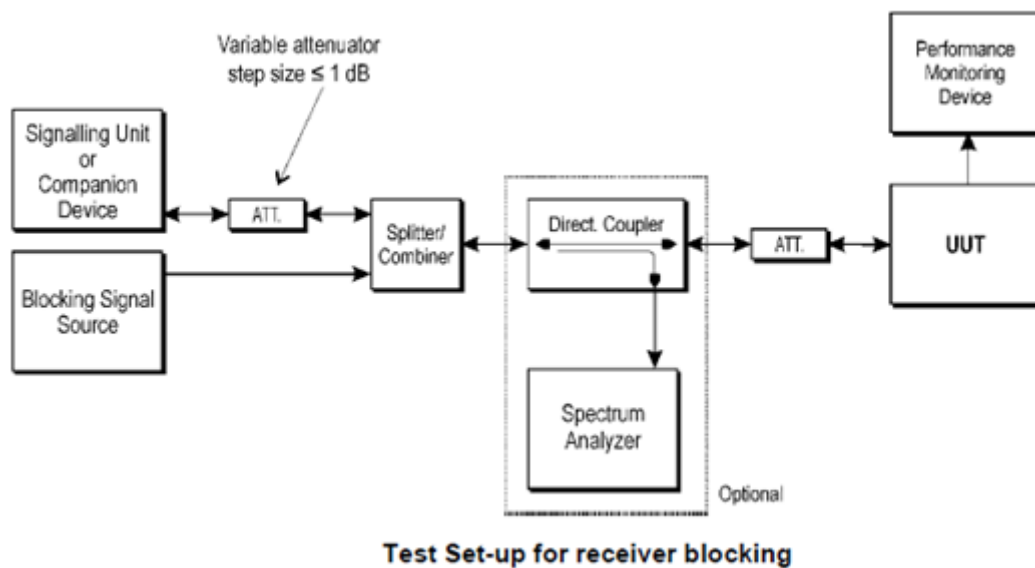 Variable attenuator
step size ≤ 1 dB
Performance
Monitoring
Device
Signalling Unit
or
Companion
Device
ATT.
Splitter/
Combiner
Direct. Coupler
ATT.
UUT
Blocking Signal
Source
Spectrum
Analyzer
Optional
Test Set-up for receiver blocking